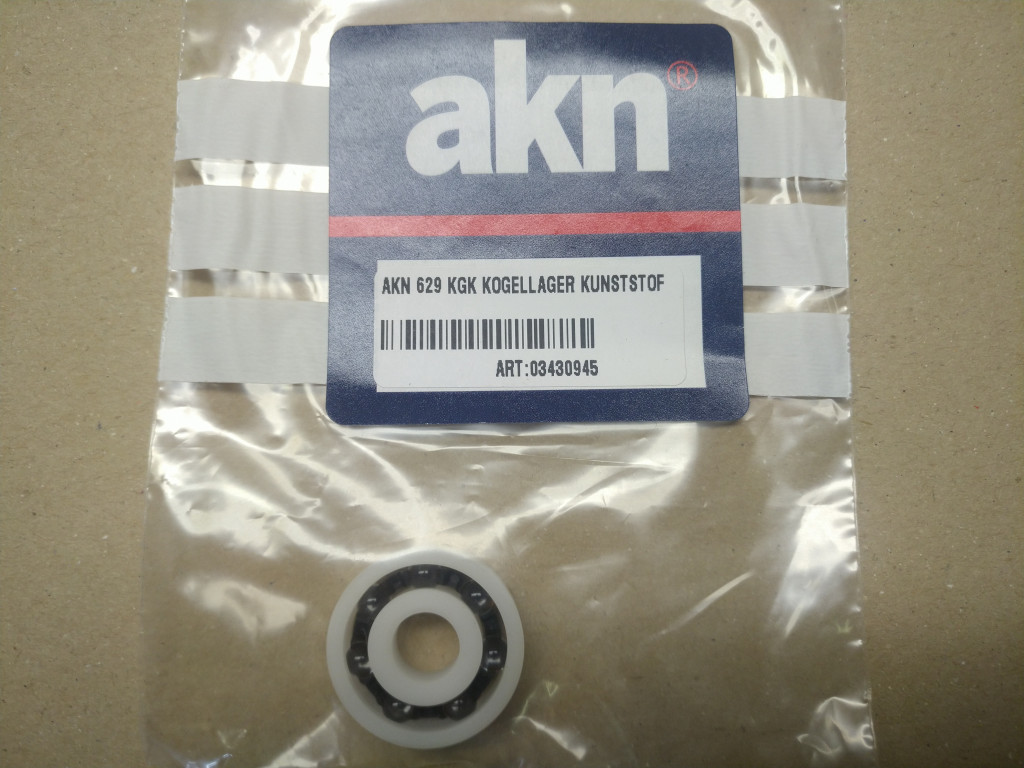 akn®
AKN 629 KGK KOGELLAGER KUNSTSTOF
ART:03430945